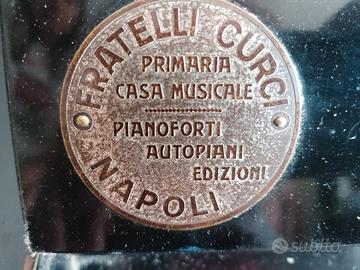 FRATELLI CURCI
PRIMARIA
CASA MUSICALE
PIANOFORTI
AUTOPIANI
EDIZIONI
NAPOLI
subito